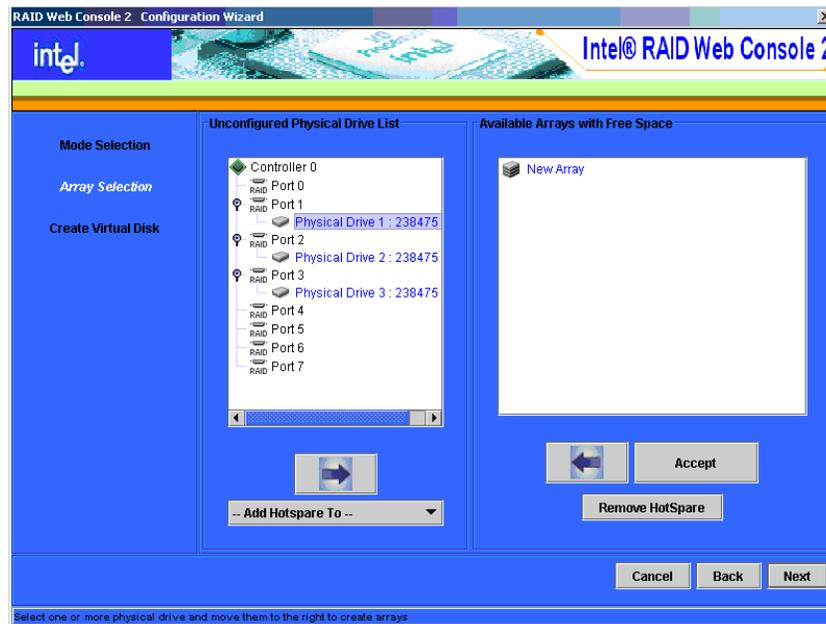 RAID Web Console 2 Configuration Wizard
intel.
Intel® RAID Web Console 2
Mode Selection
Array Selection
Create Virtual Disk
Unconfigured Physical Drive List
Controller 0
RAID Port 0
RAID Port 1
Physical Drive 1 : 238475
RAID Port 2
Physical Drive 2 : 238475
RAID Port 3
Physical Drive 3 : 238475
RAID Port 4
RAID Port 5
RAID Port 6
RAID Port 7
-- Add Hotspare To --
Available Arrays with Free Space
New Array
Accept
Remove HotSpare
Cancel Back Next
Select one or more physical drive and move them to the right to create arrays